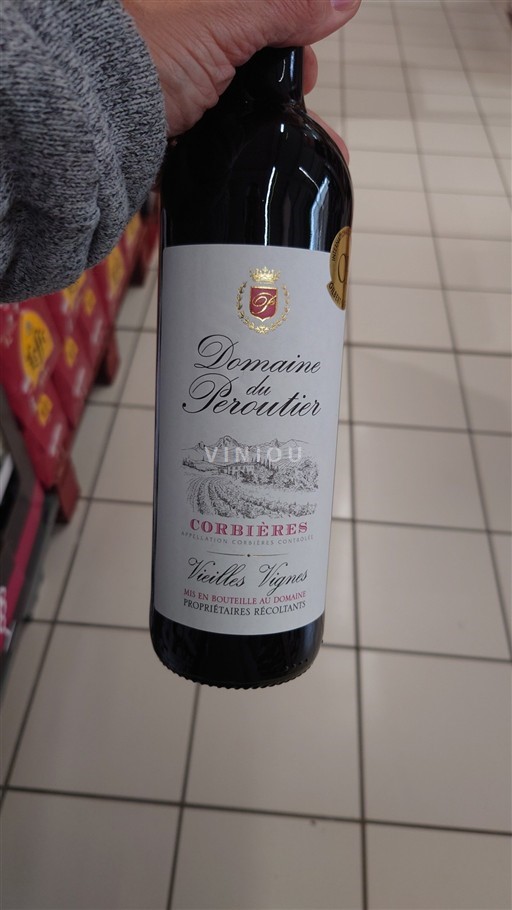 P
Domaine
du
Peroutier
VINIOU
CORBIÈRES
APPELLATION CORBIÈRES CONTRÔLÉE
Vieilles Vignes
MIS EN BOUTEILLE AU DOMAINE
PROPRIÉTAIRES RÉCOLTANTS